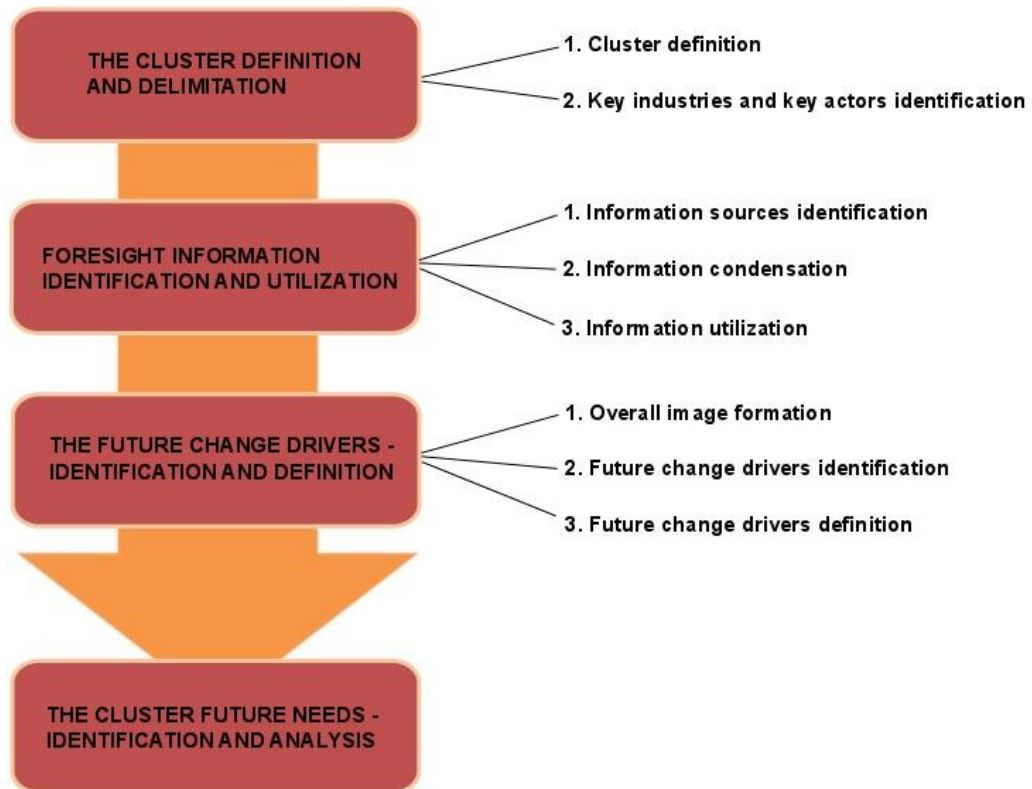 THE CLUSTER DEFINITION
AND DELIMITATION
1. Cluster definition
2. Key industries and key actors identification
FORESIGHT INFORMATION
IDENTIFICATION AND UTILIZATION
1. Information sources identification
2. Information condensation
3. Information utilization
THE FUTURE CHANGE DRIVERS -
IDENTIFICATION AND DEFINITION
1. Overall image formation
2. Future change drivers identification
3. Future change drivers definition
THE CLUSTER FUTURE NEEDS -
IDENTIFICATION AND ANALYSIS